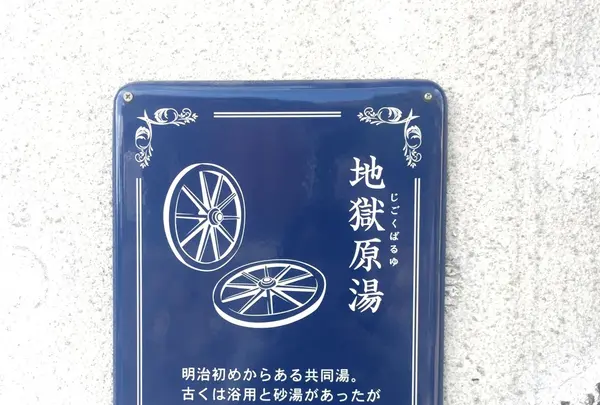 地獄原湯
じごくばるゆ
明治初めからある共同湯。
古くは浴用と砂湯があったが